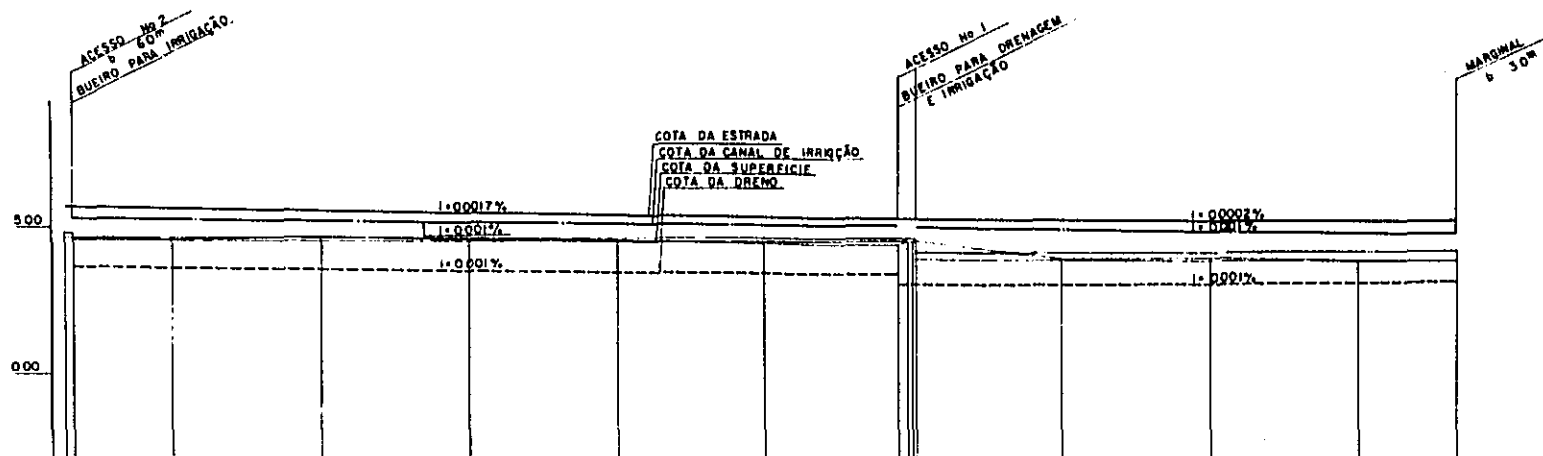 ACESSO No 2
b 60m
BUEIRO PARA IRRIGAÇÃO.
ACESSO No 1
BUEIRO PARA DRENAGEM
E IRRIGAÇÃO
MARGINAL
b 30m
COTA DA ESTRADA
COTA DA CANAL DE IRRIGÇÃO
COTA DA SUPERFICIE
COTA DA DRENO
5.00
I=0.0017%
I=0.001%
I=0.001%
I=0.0002%
I=0.001%
I=0.001%
0.00